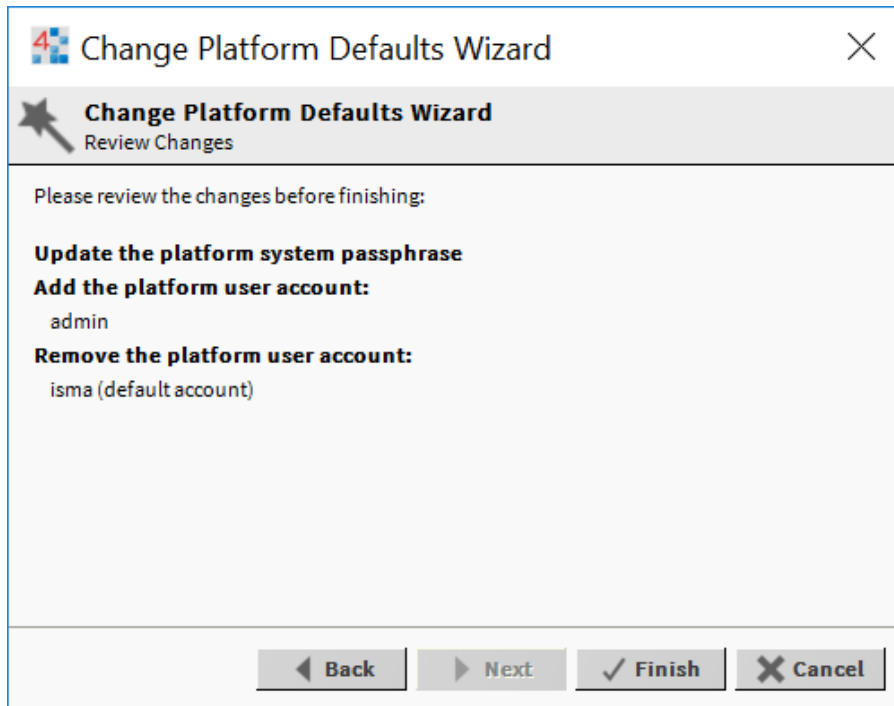 4 Change Platform Defaults Wizard
Change Platform Defaults Wizard
Review Changes
Please review the changes before finishing:
Update the platform system passphrase
Add the platform user account:
admin
Remove the platform user account:
isma (default account)
Back Next Finish Cancel